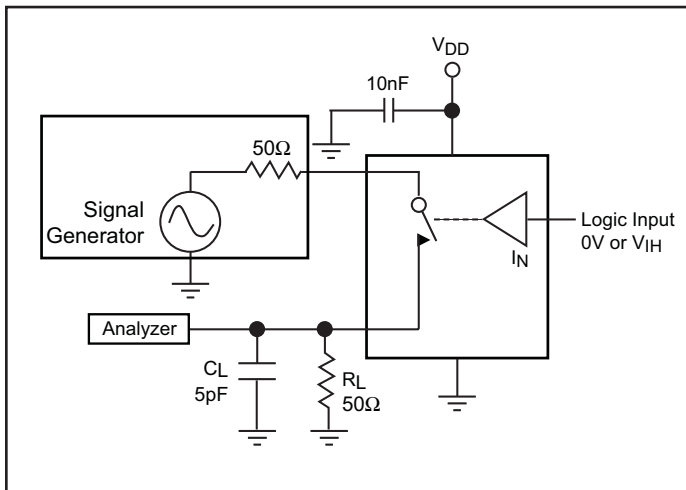 VDD
10nF
50Ω
Signal
Generator
Logic Input
0V or VIH
IN
Analyzer
CL
5pF
RL
50Ω